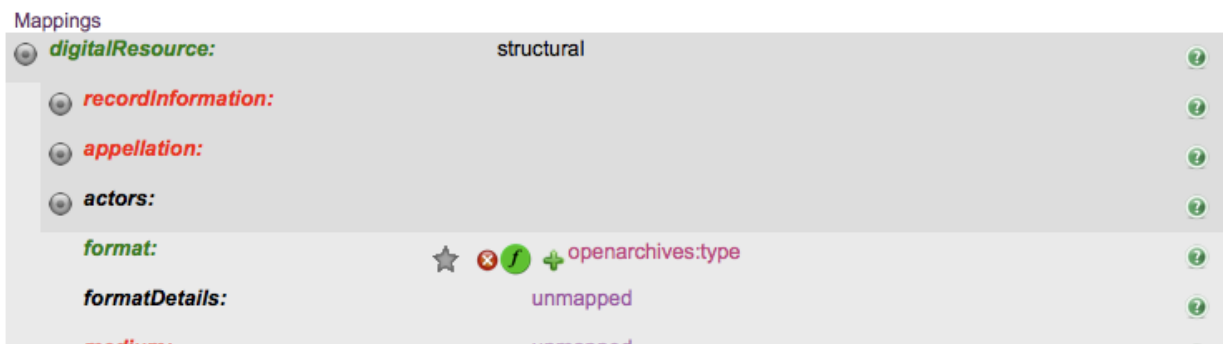 Mappings
digitalResource: structural
recordInformation:
appellation:
actors:
format: openarchives:type
formatDetails: unmapped